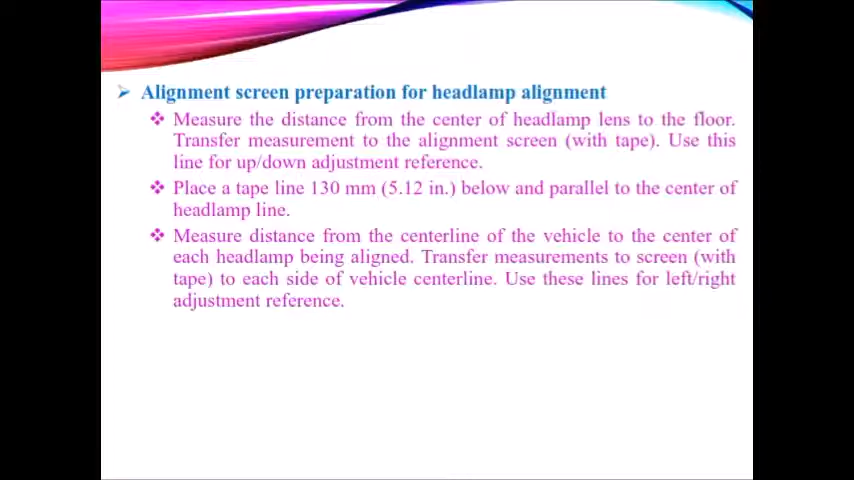 Alignment screen preparation for headlamp alignment
Measure the distance from the center of headlamp lens to the floor.
Transfer measurement to the alignment screen (with tape). Use this
line for up/down adjustment reference.
Place a tape line 130 mm (5.12 in.) below and parallel to the center of
headlamp line.
Measure distance from the centerline of the vehicle to the center of
each headlamp being aligned. Transfer measurements to screen (with
tape) to each side of vehicle centerline. Use these lines for left/right
adjustment reference.